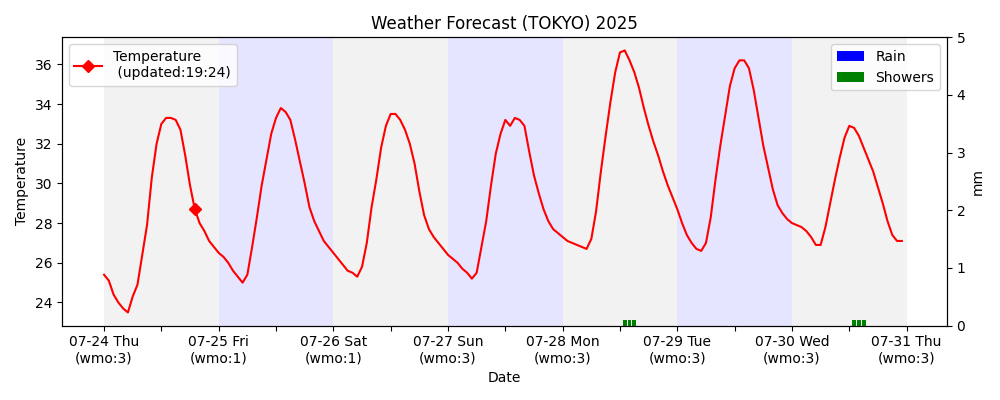 Weather Forecast (TOKYO) 2025
Temperature
(updated:19:24)
Rain
Showers
Temperature
36
34
32
30
28
26
24
5
4
3
2
1
0
mm
07-24 Thu
(wmo:3)
07-25 Fri
(wmo:1)
07-26 Sat
(wmo:1)
07-27 Sun
(wmo:3)
07-28 Mon
(wmo:3)
07-29 Tue
(wmo:3)
07-30 Wed
(wmo:3)
07-31 Thu
(wmo:3)
Date